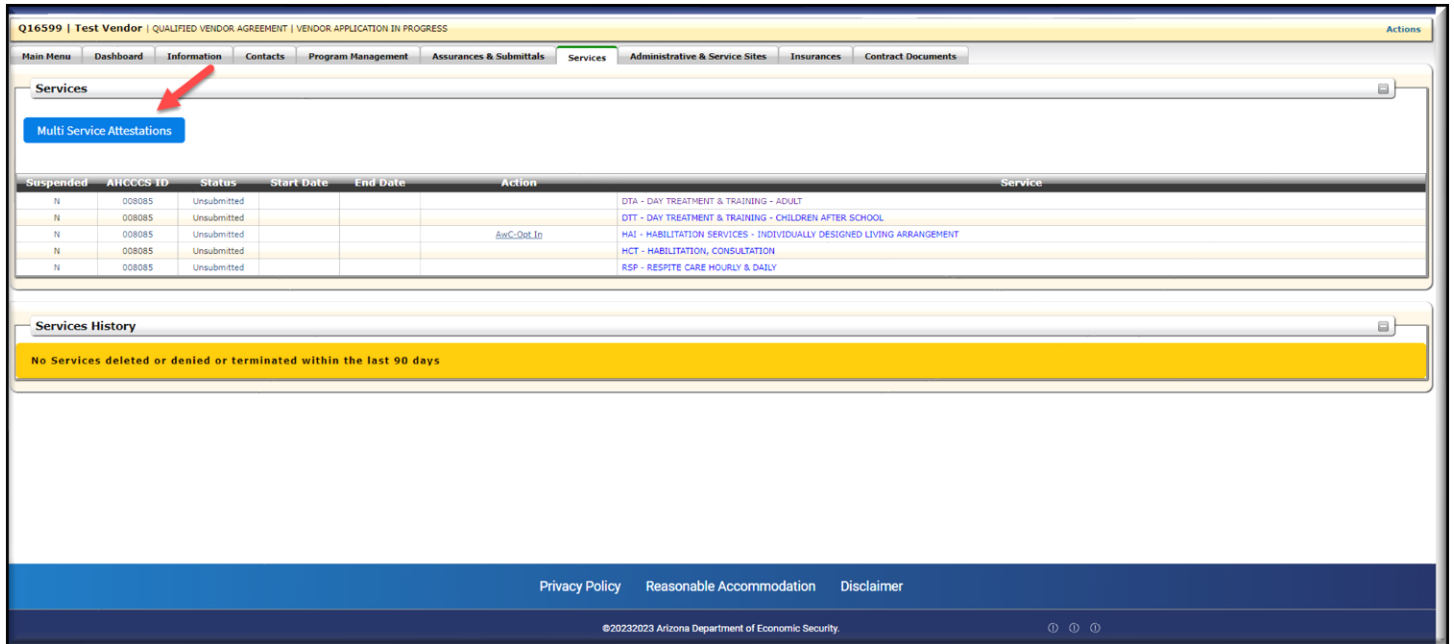 Q16599 | Test Vendor | QUALIFIED VENDOR AGREEMENT | VENDOR APPLICATION IN PROGRESS Actions
Main Menu Dashboard Information Contacts Program Management Assurances & Submittals Services Administrative & Service Sites Insurances Contract Documents
Services
Multi Service Attestations
Suspended AHCCCS ID Status Start Date End Date Action Service
N 008085 Unsubmitted DTA - DAY TREATMENT & TRAINING - ADULT
N 008085 Unsubmitted DTT - DAY TREATMENT & TRAINING - CHILDREN AFTER SCHOOL
N 008085 Unsubmitted AwC-Opt In HAI - HABILITATION SERVICES - INDIVIDUALLY DESIGNED LIVING ARRANGEMENT
N 008085 Unsubmitted HCT - HABILITATION, CONSULTATION
N 008085 Unsubmitted RSP - RESPITE CARE HOURLY & DAILY
Services History
No Services deleted or denied or terminated within the last 90 days
Privacy Policy Reasonable Accommodation Disclaimer
©20232023 Arizona Department of Economic Security.